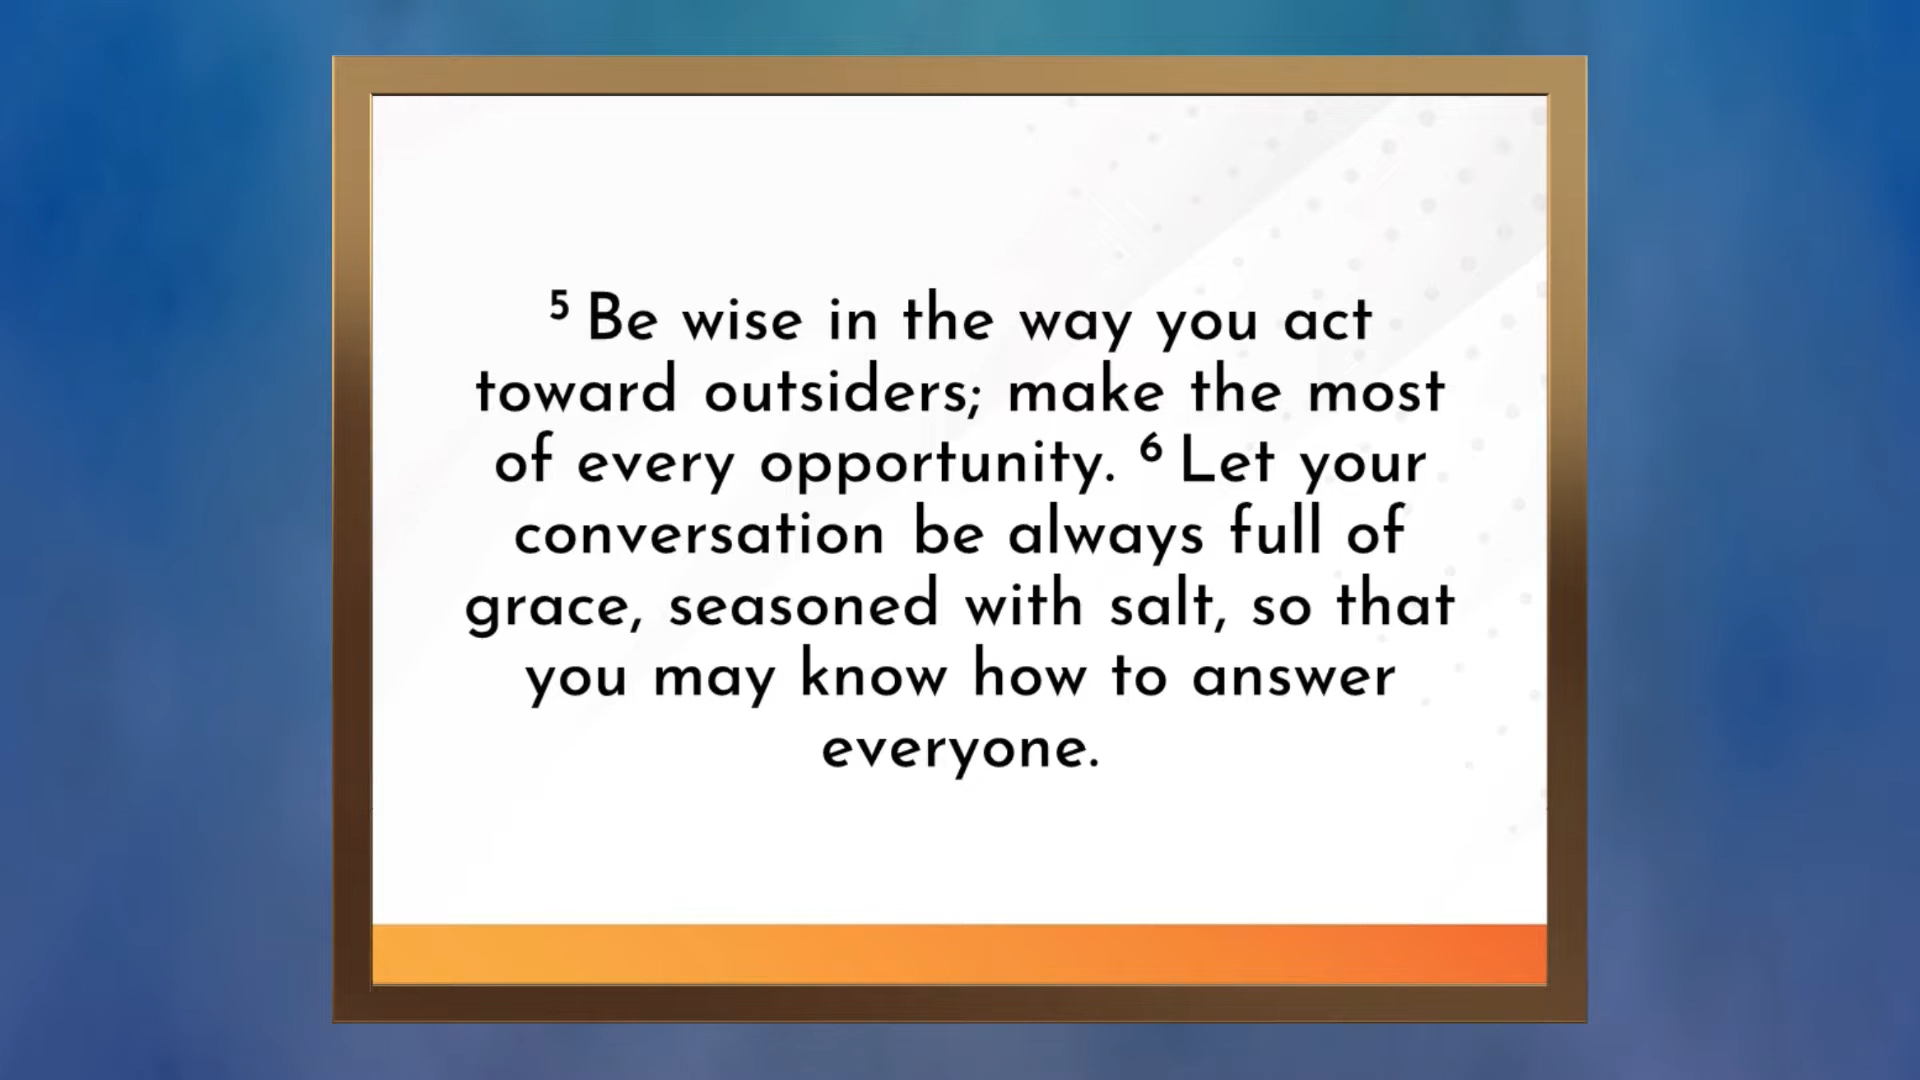 ⁵ Be wise in the way you act
toward outsiders; make the most
of every opportunity. ⁶ Let your
conversation be always full of
grace, seasoned with salt, so that
you may know how to answer
everyone.